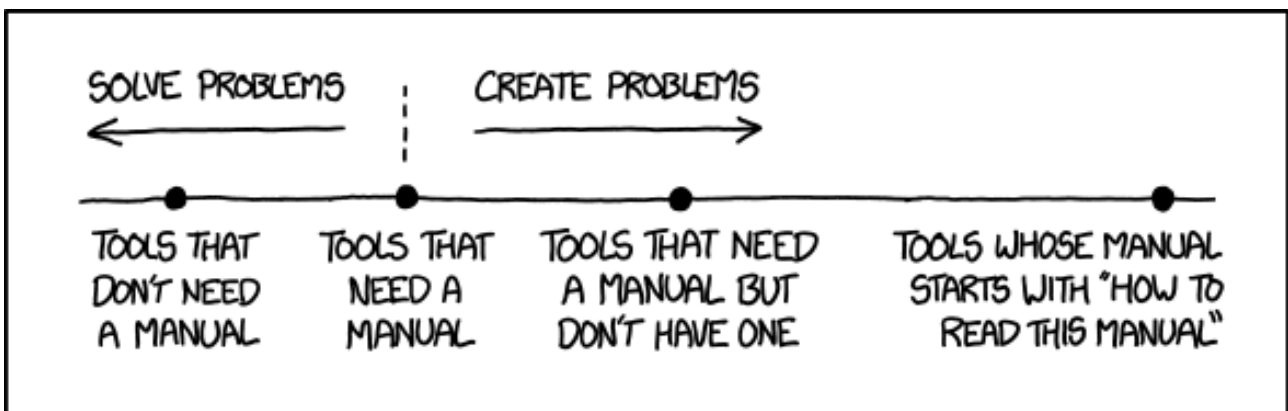 SOLVE PROBLEMS
CREATE PROBLEMS
TOOLS THAT
DON'T NEED
A MANUAL
TOOLS THAT
NEED A
MANUAL
TOOLS THAT NEED
A MANUAL BUT
DON'T HAVE ONE
TOOLS WHOSE MANUAL
STARTS WITH "HOW TO
READ THIS MANUAL"